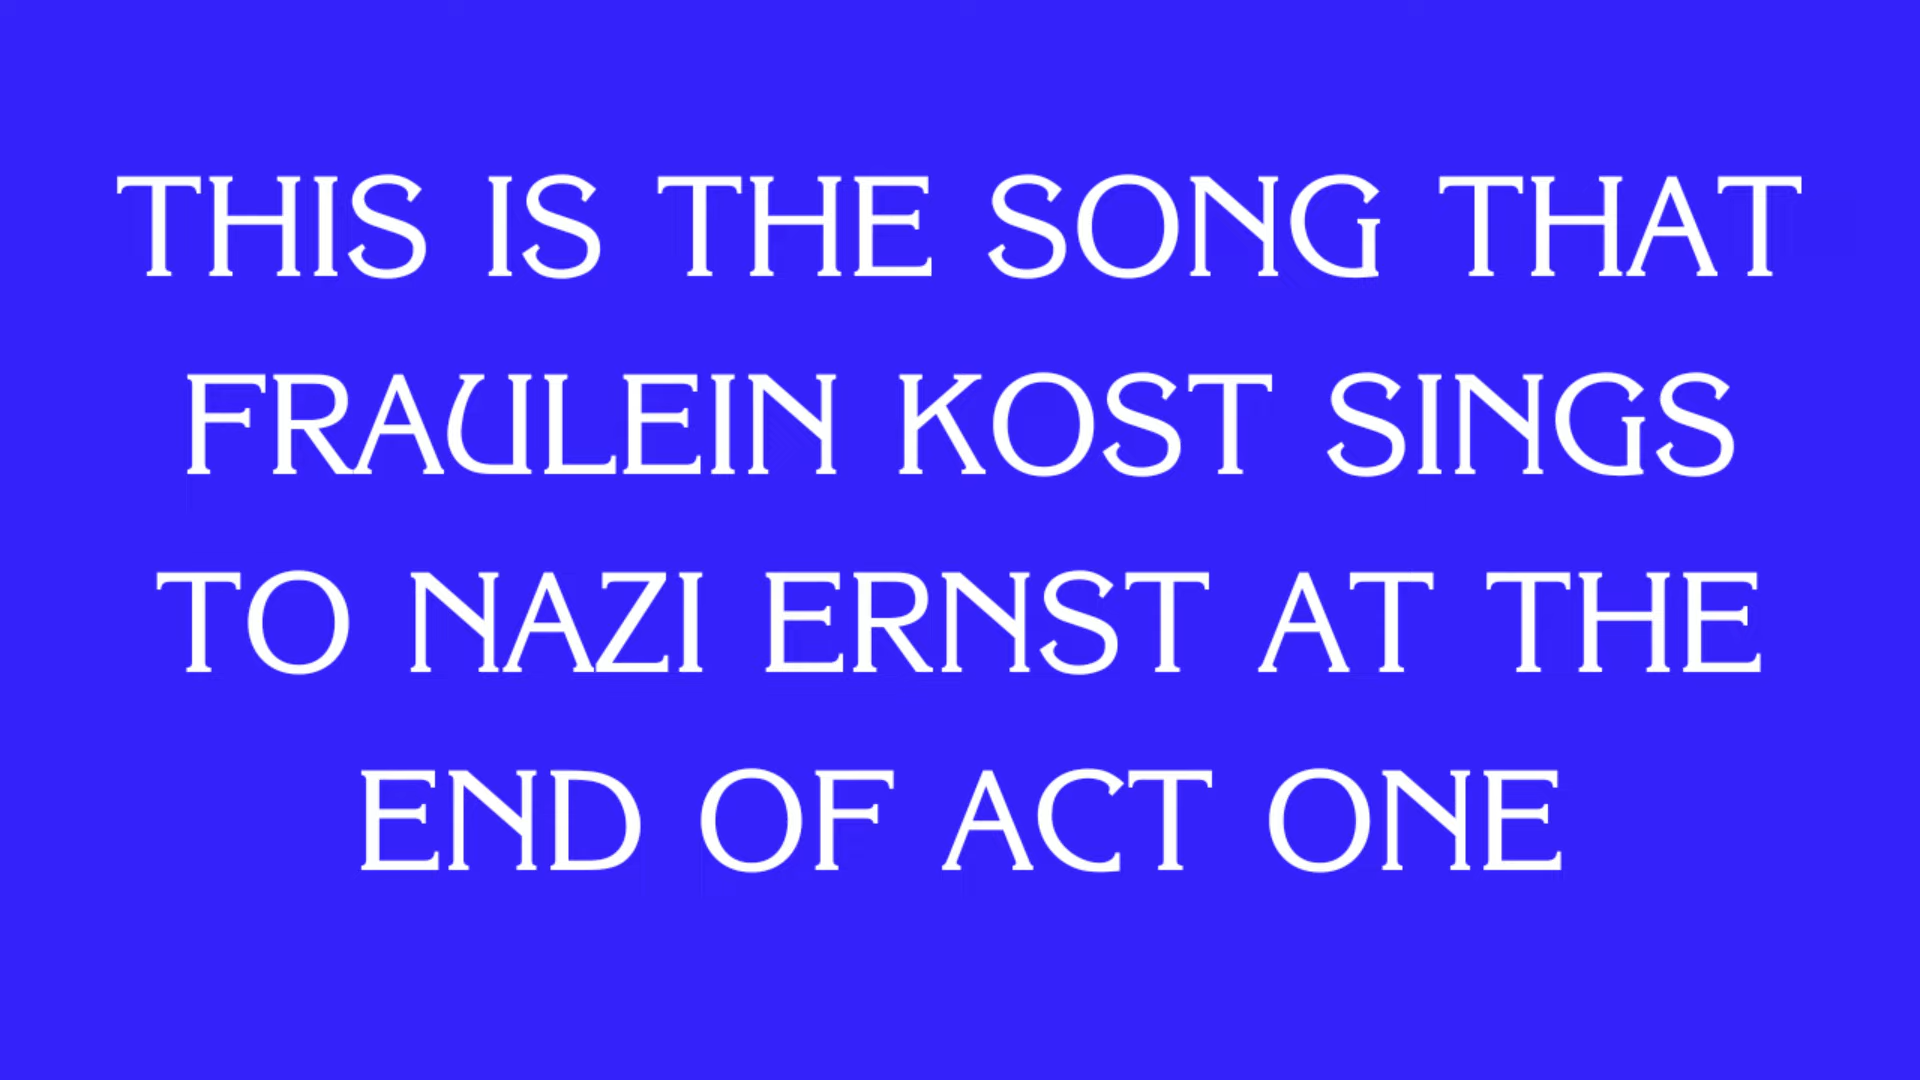 THIS IS THE SONG THAT
FRAULEIN KOST SINGS
TO NAZI ERNST AT THE
END OF ACT ONE